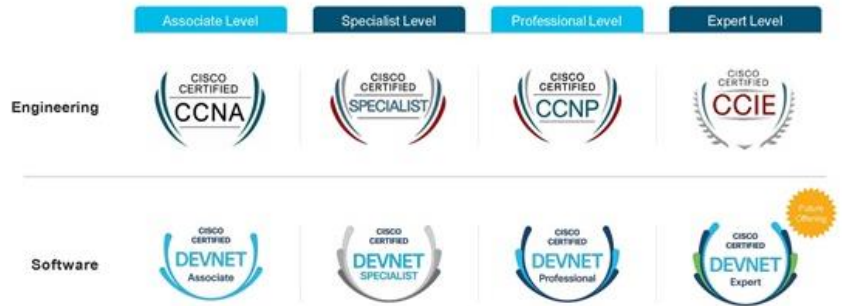 Associate Level
Specialist Level
Professional Level
Expert Level
Engineering
CISCO
CERTIFIED
CCNA
CISCO
CERTIFIED
SPECIALIST
CISCO
CERTIFIED
CCNP
CISCO
CERTIFIED
CCIE
Future
Offering
Software
CISCO
CERTIFIED
DEVNET
Associate
CISCO
CERTIFIED
DEVNET
SPECIALIST
CISCO
CERTIFIED
DEVNET
Professional
CISCO
CERTIFIED
DEVNET
Expert